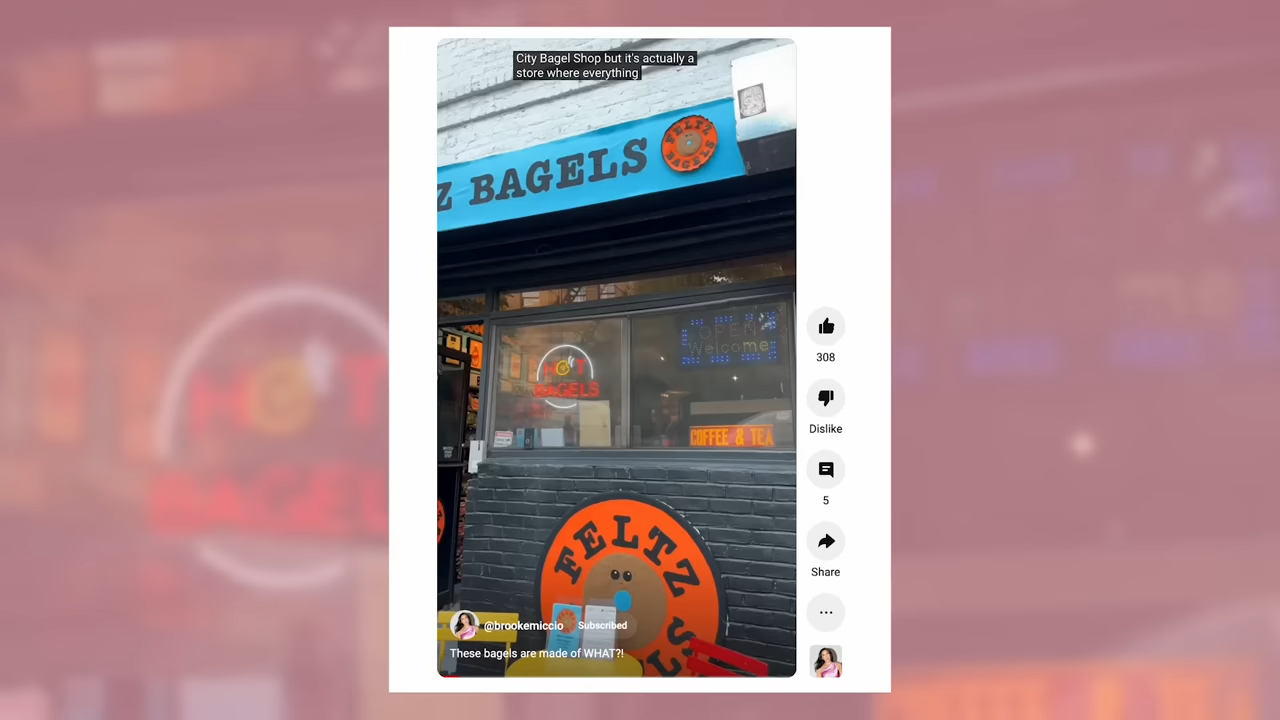 City Bagel Shop but it's actually a
store where everything
Z BAGELS
FELTZ
BAGELS
OPEN
Welcome
HOT
BAGELS
COFFEE & TEA
FELTZ
@brookemiccio
Subscribed
These bagels are made of WHAT?!
308
Dislike
5
Share